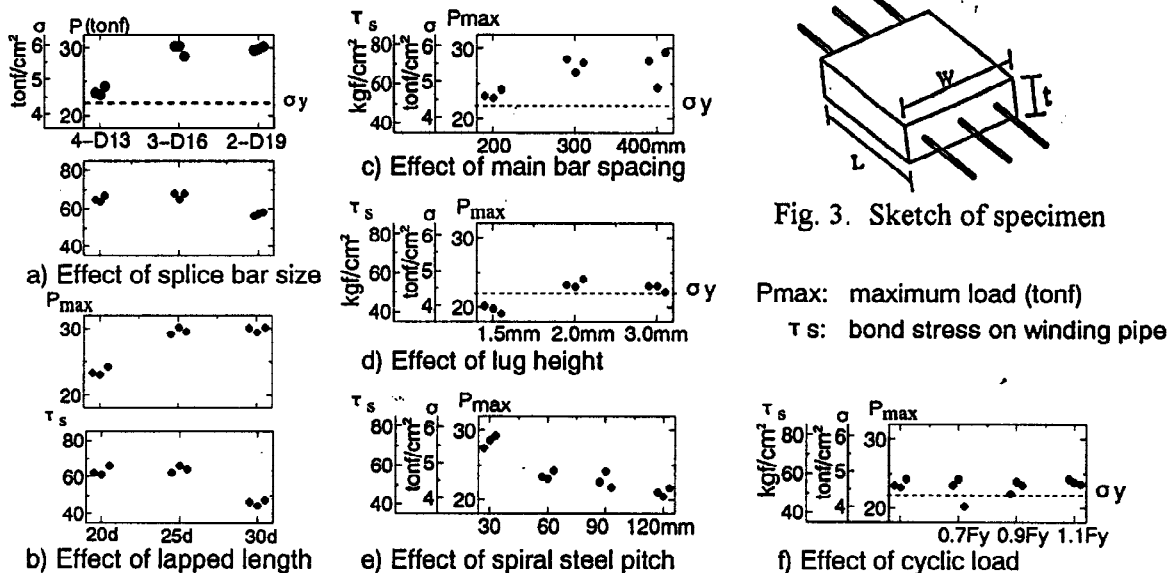 σ P(tonf)
tonf/cm²
6 30
5
4 20
σy
4-D13 3-D16 2-D19
80
60
40
a) Effect of splice bar size
Pmax
30
20
τs
80
60
40
20d 25d 30d
b) Effect of lapped length
τs σ Pmax
kgf/cm² tonf/cm²
80 6 30
60 5
40 4 20
σy
200 300 400mm
c) Effect of main bar spacing
τs σ Pmax
kgf/cm² tonf/cm²
80 6 30
60 5
40 4 20
σy
1.5mm 2.0mm 3.0mm
d) Effect of lug height
τs σ Pmax
kgf/cm² tonf/cm²
80 6 30
60 5
40 4 20
30 60 90 120mm
e) Effect of spiral steel pitch
W
t
L
Fig. 3. Sketch of specimen
Pmax: maximum load (tonf)
τs: bond stress on winding pipe
τs σ Pmax
kgf/cm² tonf/cm²
80 6 30
60 5
40 4 20
σy
0.7Fy 0.9Fy 1.1Fy
f) Effect of cyclic load